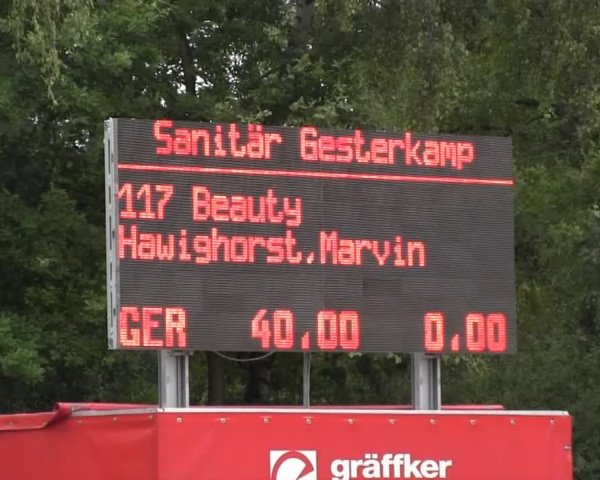 Sanitär Gesterkamp
117 Beauty
Hawighorst,Marvin
GER 40.00 0.00
gräffker